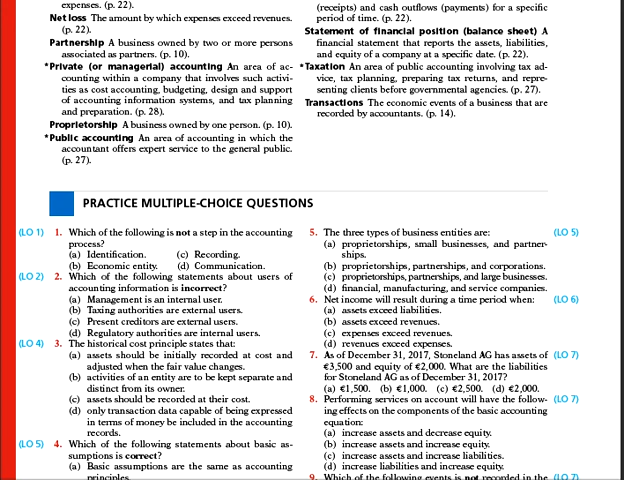 expenses. (p. 22).
Net loss The amount by which expenses exceed revenues.
(p. 22).
Partnership A business owned by two or more persons
associated as partners. (p. 10).
*Private (or managerial) accounting An area of ac-
counting within a company that involves such activi-
ties as cost accounting, budgeting, design and support
of accounting information systems, and tax planning
and preparation. (p. 28).
Proprietorship A business owned by one person. (p. 10).
*Public accounting An area of accounting in which the
accountant offers expert service to the general public.
(p. 27).
(receipts) and cash outflows (payments) for a specific
period of time. (p. 22).
Statement of financial position (balance sheet) A
financial statement that reports the assets, liabilities,
and equity of a company at a specific date. (p. 22).
*Taxation An area of public accounting involving tax ad-
vice, tax planning, preparing tax returns, and repre-
senting clients before governmental agencies. (p. 27).
Transactions The economic events of a business that are
recorded by accountants. (p. 14).
PRACTICE MULTIPLE-CHOICE QUESTIONS
(LO 1) 1. Which of the following is not a step in the accounting
process?
(a) Identification. (c) Recording.
(b) Economic entity. (d) Communication.
(LO 2) 2. Which of the following statements about users of
accounting information is incorrect?
(a) Management is an internal user.
(b) Taxing authorities are external users.
(c) Present creditors are external users.
(d) Regulatory authorities are internal users.
(LO 4) 3. The historical cost principle states that:
(a) assets should be initially recorded at cost and
adjusted when the fair value changes.
(b) activities of an entity are to be kept separate and
distinct from its owner.
(c) assets should be recorded at their cost.
(d) only transaction data capable of being expressed
in terms of money be included in the accounting
records.
(LO 5) 4. Which of the following statements about basic as-
sumptions is correct?
(a) Basic assumptions are the same as accounting
principles.
5. The three types of business entities are: (LO 5)
(a) proprietorships, small businesses, and partner-
ships.
(b) proprietorships, partnerships, and corporations.
(c) proprietorships, partnerships, and large businesses.
(d) financial, manufacturing, and service companies.
6. Net income will result during a time period when: (LO 6)
(a) assets exceed liabilities.
(b) assets exceed revenues.
(c) expenses exceed revenues.
(d) revenues exceed expenses.
7. As of December 31, 2017, Stoneland AG has assets of (LO 7)
€3,500 and equity of €2,000. What are the liabilities
for Stoneland AG as of December 31, 2017?
(a) €1,500. (b) €1,000. (c) €2,500. (d) €2,000.
8. Performing services on account will have the follow- (LO 7)
ing effects on the components of the basic accounting
equation:
(a) increase assets and decrease equity.
(b) increase assets and increase equity.
(c) increase assets and increase liabilities.
(d) increase liabilities and increase equity.
9. Which of the following events is not recorded in the (LO 7)